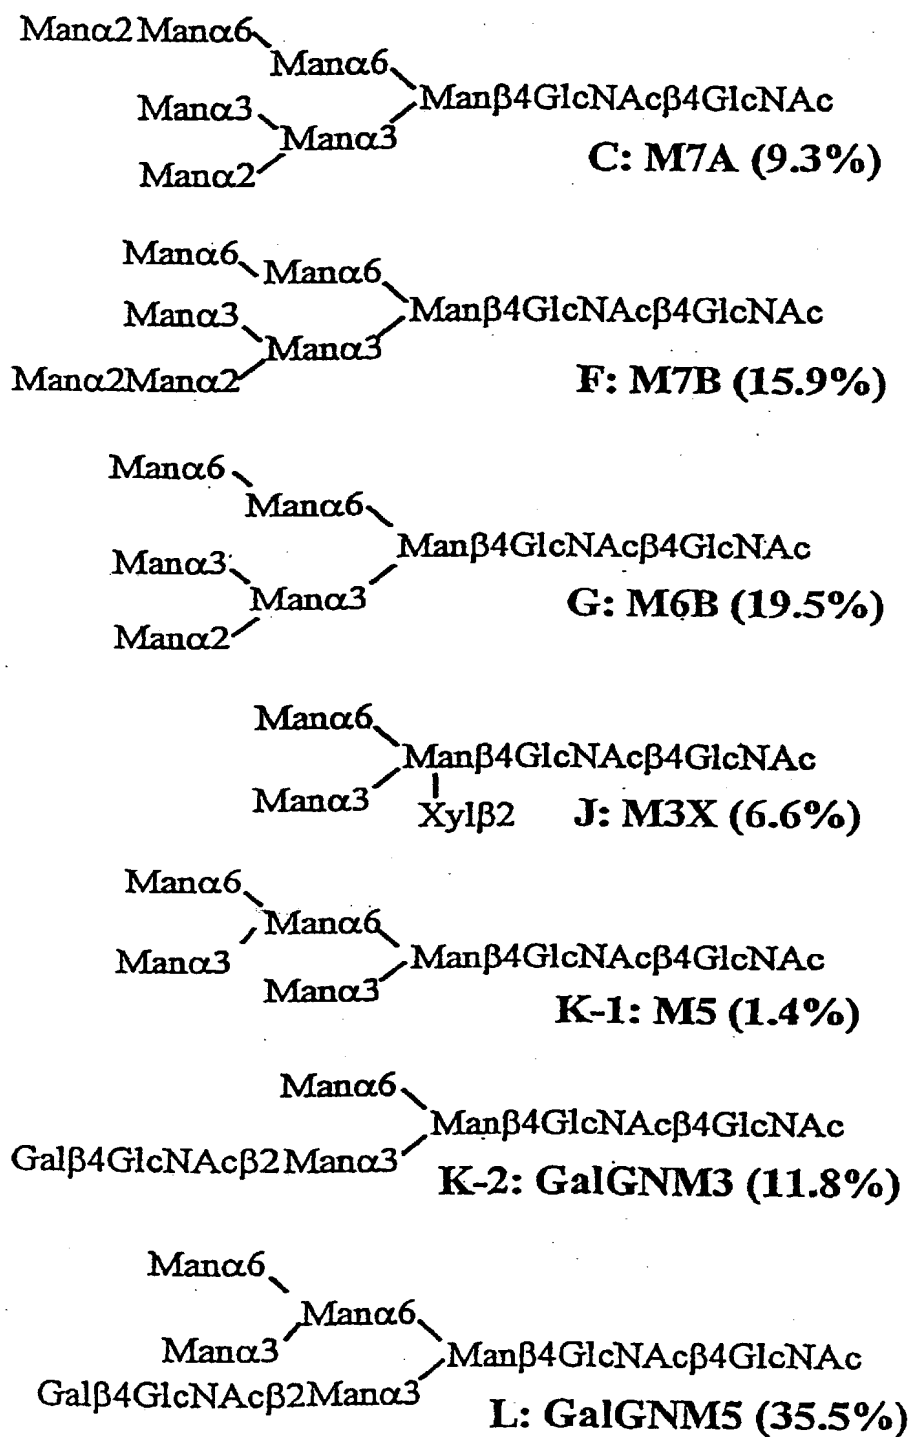 Manα2Manα6
Manα6
Manβ4GlcNAcβ4GlcNAc
Manα3
Manα3
Manα2
C: M7A (9.3%)
Manα6
Manα6
Manβ4GlcNAcβ4GlcNAc
Manα3
Manα3
Manα2Manα2
F: M7B (15.9%)
Manα6
Manα6
Manβ4GlcNAcβ4GlcNAc
Manα3
Manα3
Manα2
G: M6B (19.5%)
Manα6
Manβ4GlcNAcβ4GlcNAc
Manα3
Xylβ2
J: M3X (6.6%)
Manα6
Manα6
Manβ4GlcNAcβ4GlcNAc
Manα3
Manα3
K-1: M5 (1.4%)
Manα6
Manβ4GlcNAcβ4GlcNAc
Galβ4GlcNAcβ2Manα3
K-2: GalGNM3 (11.8%)
Manα6
Manα6
Manα3
Manβ4GlcNAcβ4GlcNAc
Galβ4GlcNAcβ2Manα3
L: GalGNM5 (35.5%)